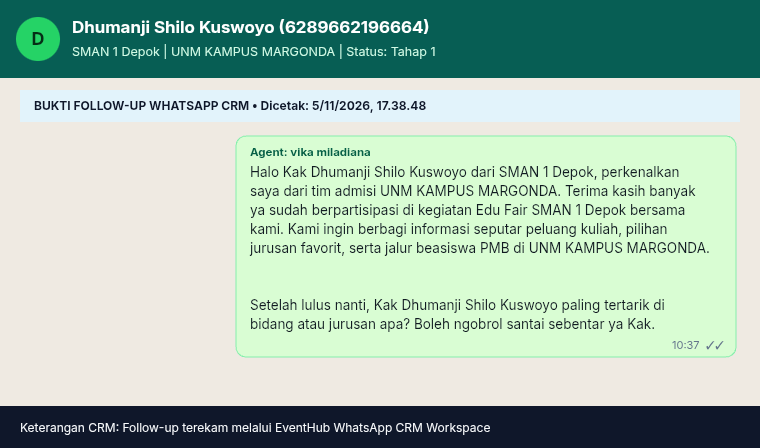 D
Dhumanji Shilo Kuswoyo (6289662196664)
SMAN 1 Depok | UNM KAMPUS MARGONDA | Status: Tahap 1
BUKTI FOLLOW-UP WHATSAPP CRM • Dicetak: 5/11/2026, 17.38.48
Agent: vika miladiana
Halo Kak Dhumanji Shilo Kuswoyo dari SMAN 1 Depok, perkenalkan
saya dari tim admisi UNM KAMPUS MARGONDA. Terima kasih banyak
ya sudah berpartisipasi di kegiatan Edu Fair SMAN 1 Depok bersama
kami. Kami ingin berbagi informasi seputar peluang kuliah, pilihan
jurusan favorit, serta jalur beasiswa PMB di UNM KAMPUS MARGONDA.
Setelah lulus nanti, Kak Dhumanji Shilo Kuswoyo paling tertarik di
bidang atau jurusan apa? Boleh ngobrol santai sebentar ya Kak.
10:37 ✓✓
Keterangan CRM: Follow-up terekam melalui EventHub WhatsApp CRM Workspace